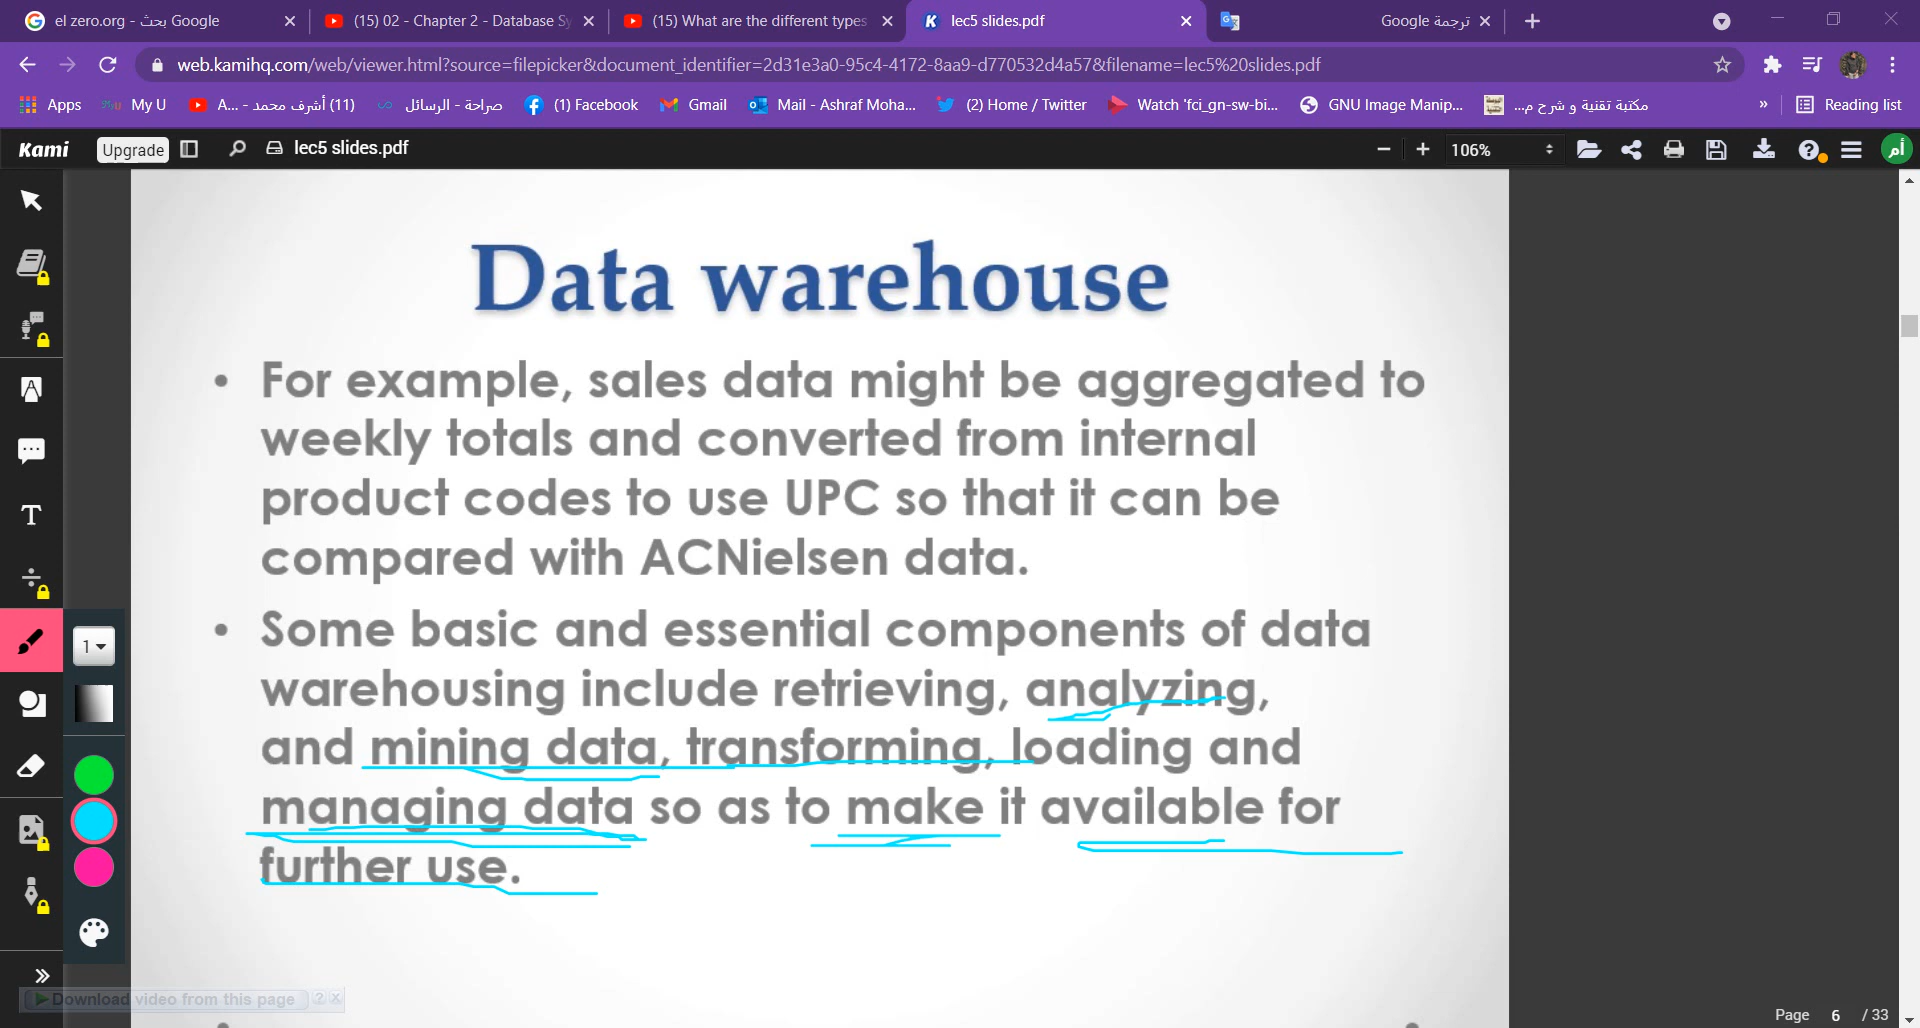 el zero.org - بحث Google
(15) 02 - Chapter 2 - Database Sy
(15) What are the different types
lec5 slides.pdf
ترجمة Google
web.kamihq.com/web/viewer.html?source=filepicker&document_identifier=2d31e3a0-95c4-4172-8aa9-d770532d4a57&filename=lec5%20slides.pdf
Apps
My U
(11) أشرف محمد - ...A
صراحة - الرسائل
(1) Facebook
Gmail
Mail - Ashraf Moha...
(2) Home / Twitter
Watch 'fci_gn-sw-bi...
GNU Image Manip...
مكتبة تقنية و شرح م...
»
Reading list
Kami
Upgrade
lec5 slides.pdf
106%
أم
Data warehouse
• For example, sales data might be aggregated to
weekly totals and converted from internal
product codes to use UPC so that it can be
compared with ACNielsen data.
• Some basic and essential components of data
warehousing include retrieving, analyzing,
and mining data, transforming, loading and
managing data so as to make it available for
further use.
T
1
Download video from this page ? x
Page 6 / 33